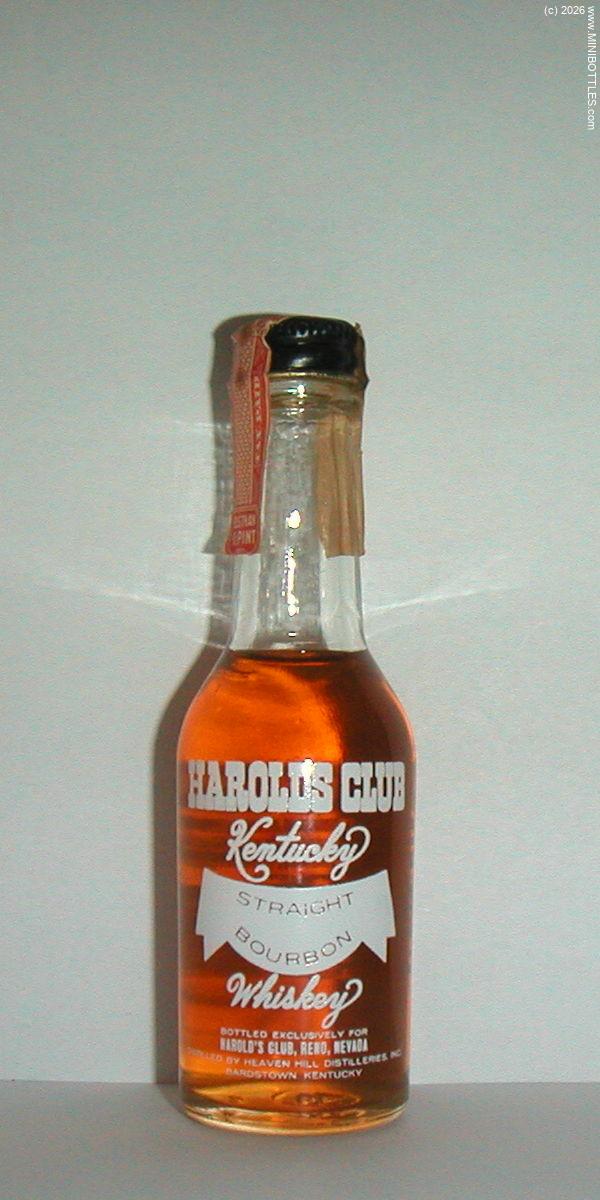 (c) 2026 www.MINIBOTTLES.com
PINT
HAROLDS CLUB
Kentucky
STRAiGHT
BOURBON
Whiskey
BOTTLED EXCLUSIVELY FOR
HAROLD'S CLUB, RENO, NEVADA
DISTILLED BY HEAVEN HILL DISTILLERIES, INC.
BARDSTOWN, KENTUCKY